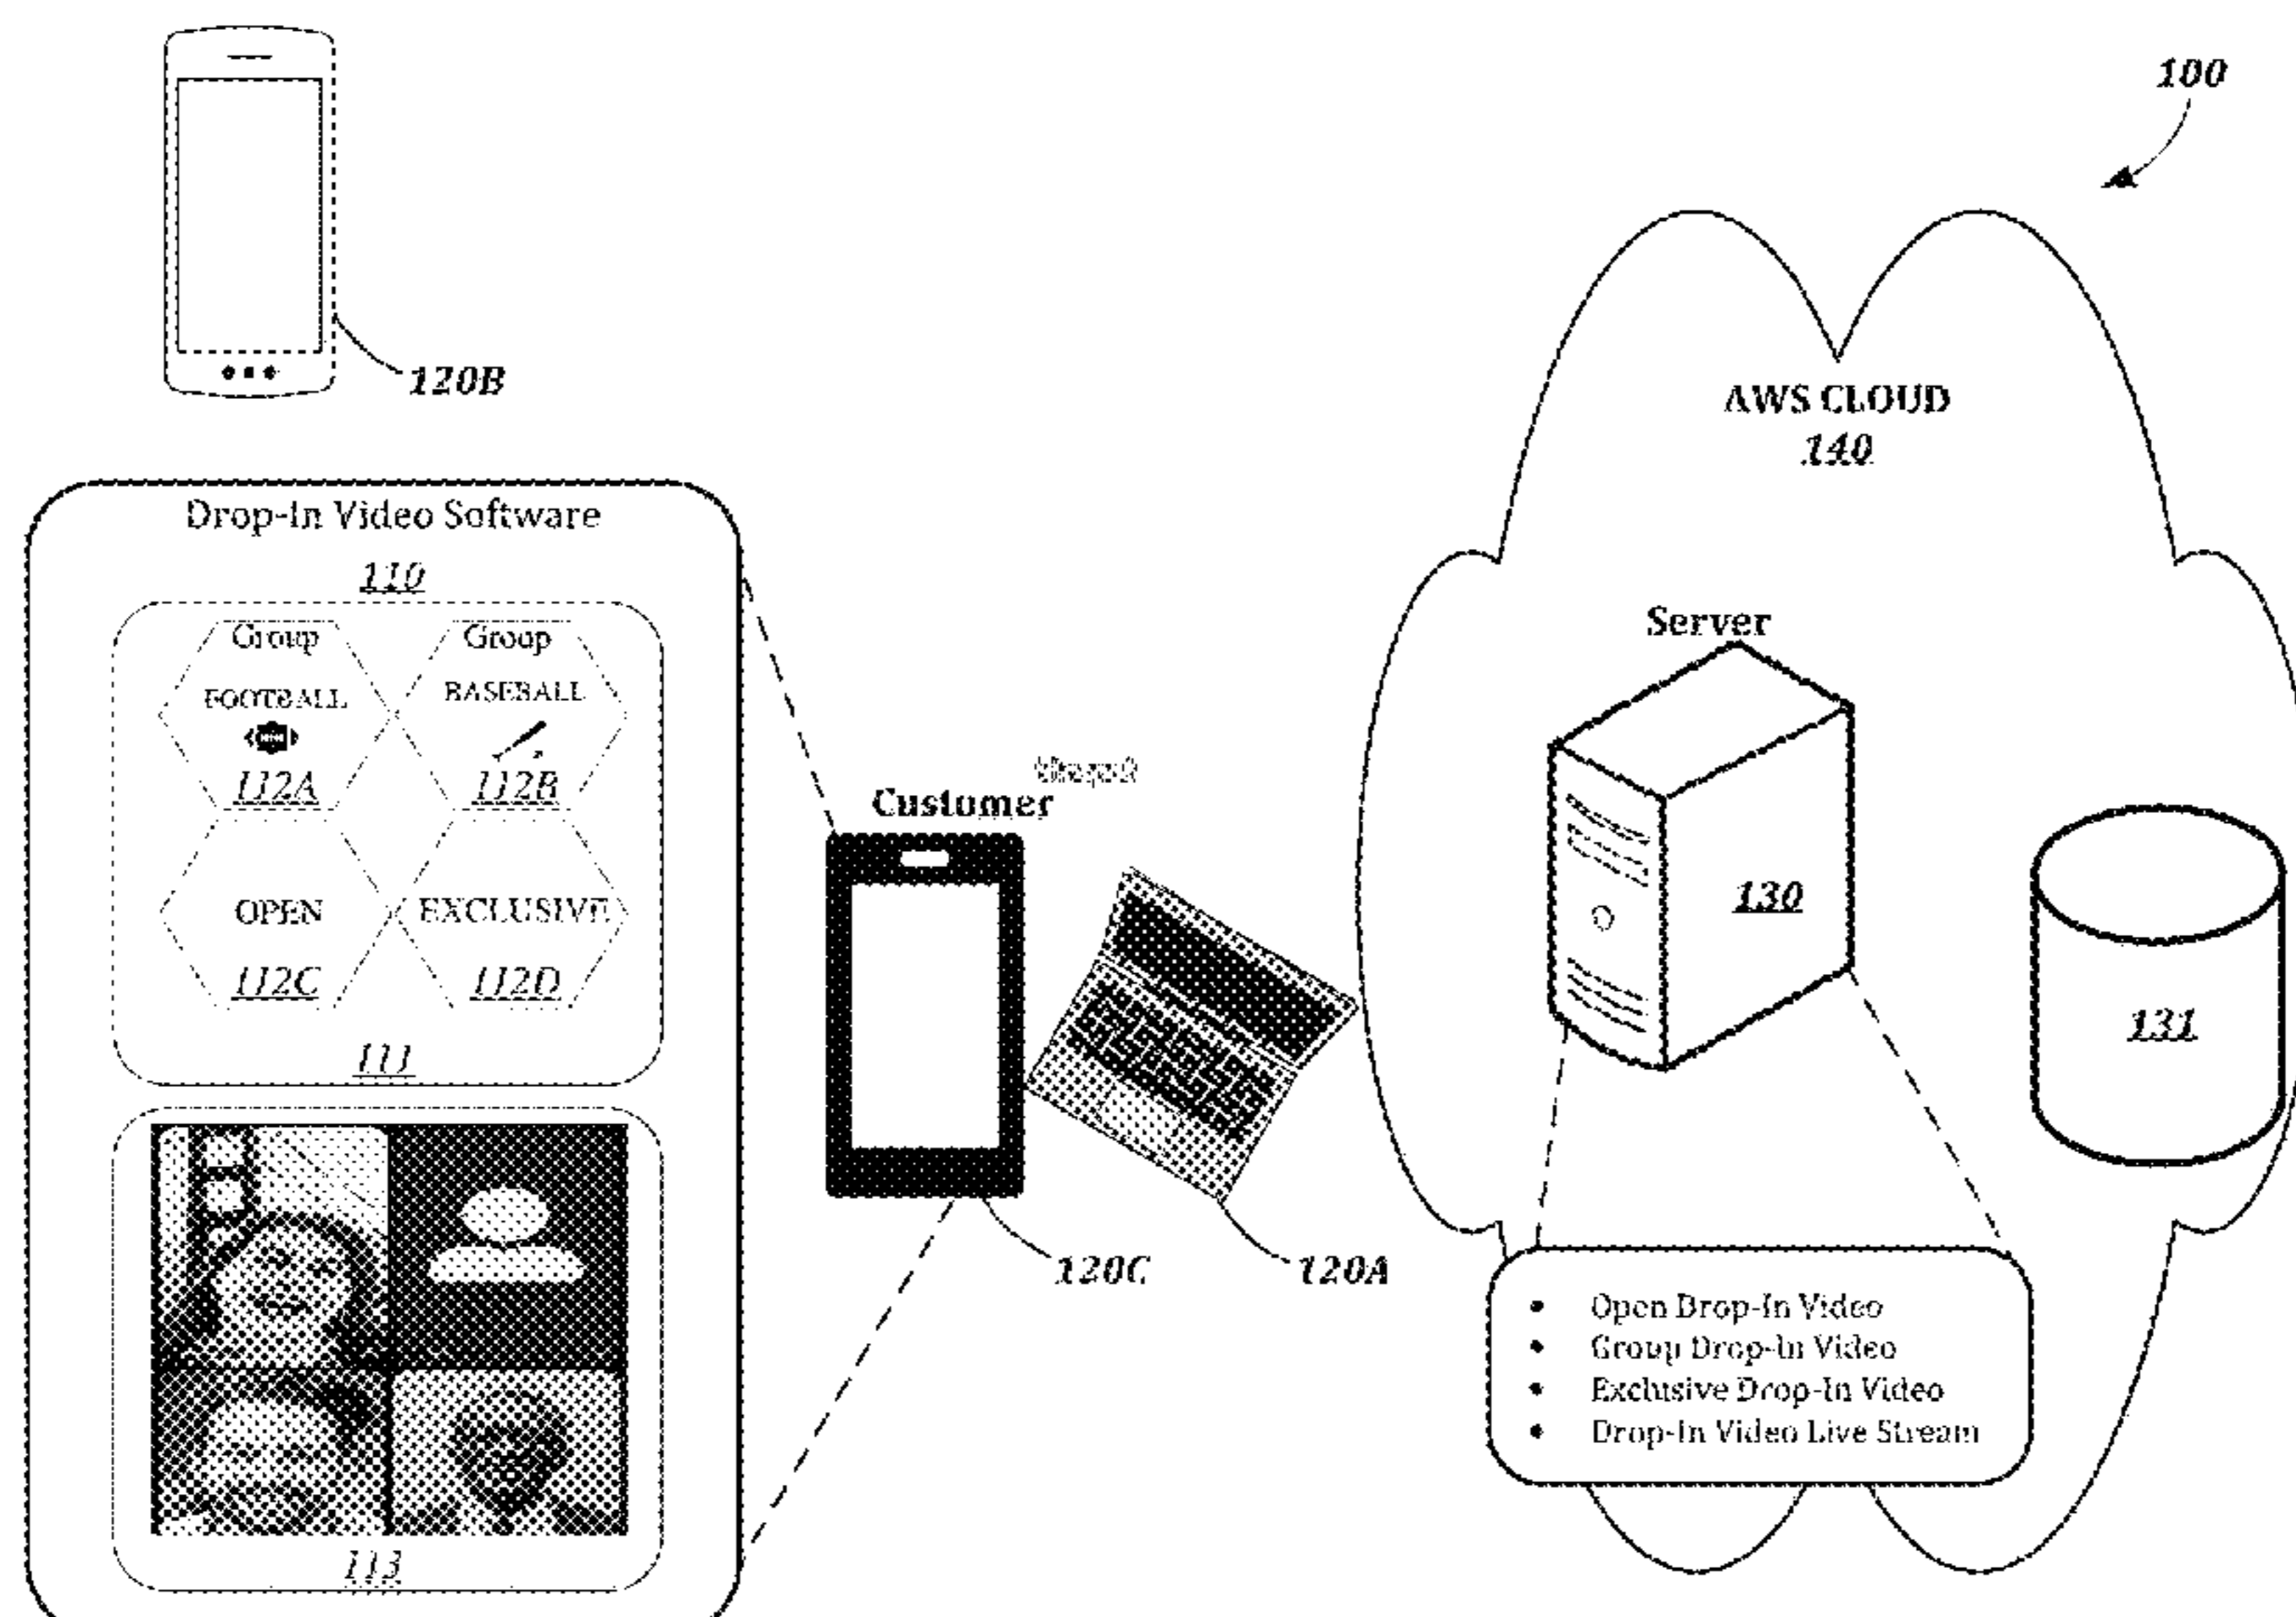 100
120B
AWS CLOUD
140
Drop-In Video Software
110
Group
FOOTBALL
112A
Group
BASEBALL
112B
OPEN
112C
EXCLUSIVE
112D
111
113
Customer
120C
120A
Server
130
131
• Open Drop-In Video
• Group Drop-In Video
• Exclusive Drop-In Video
• Drop-In Video Live Stream